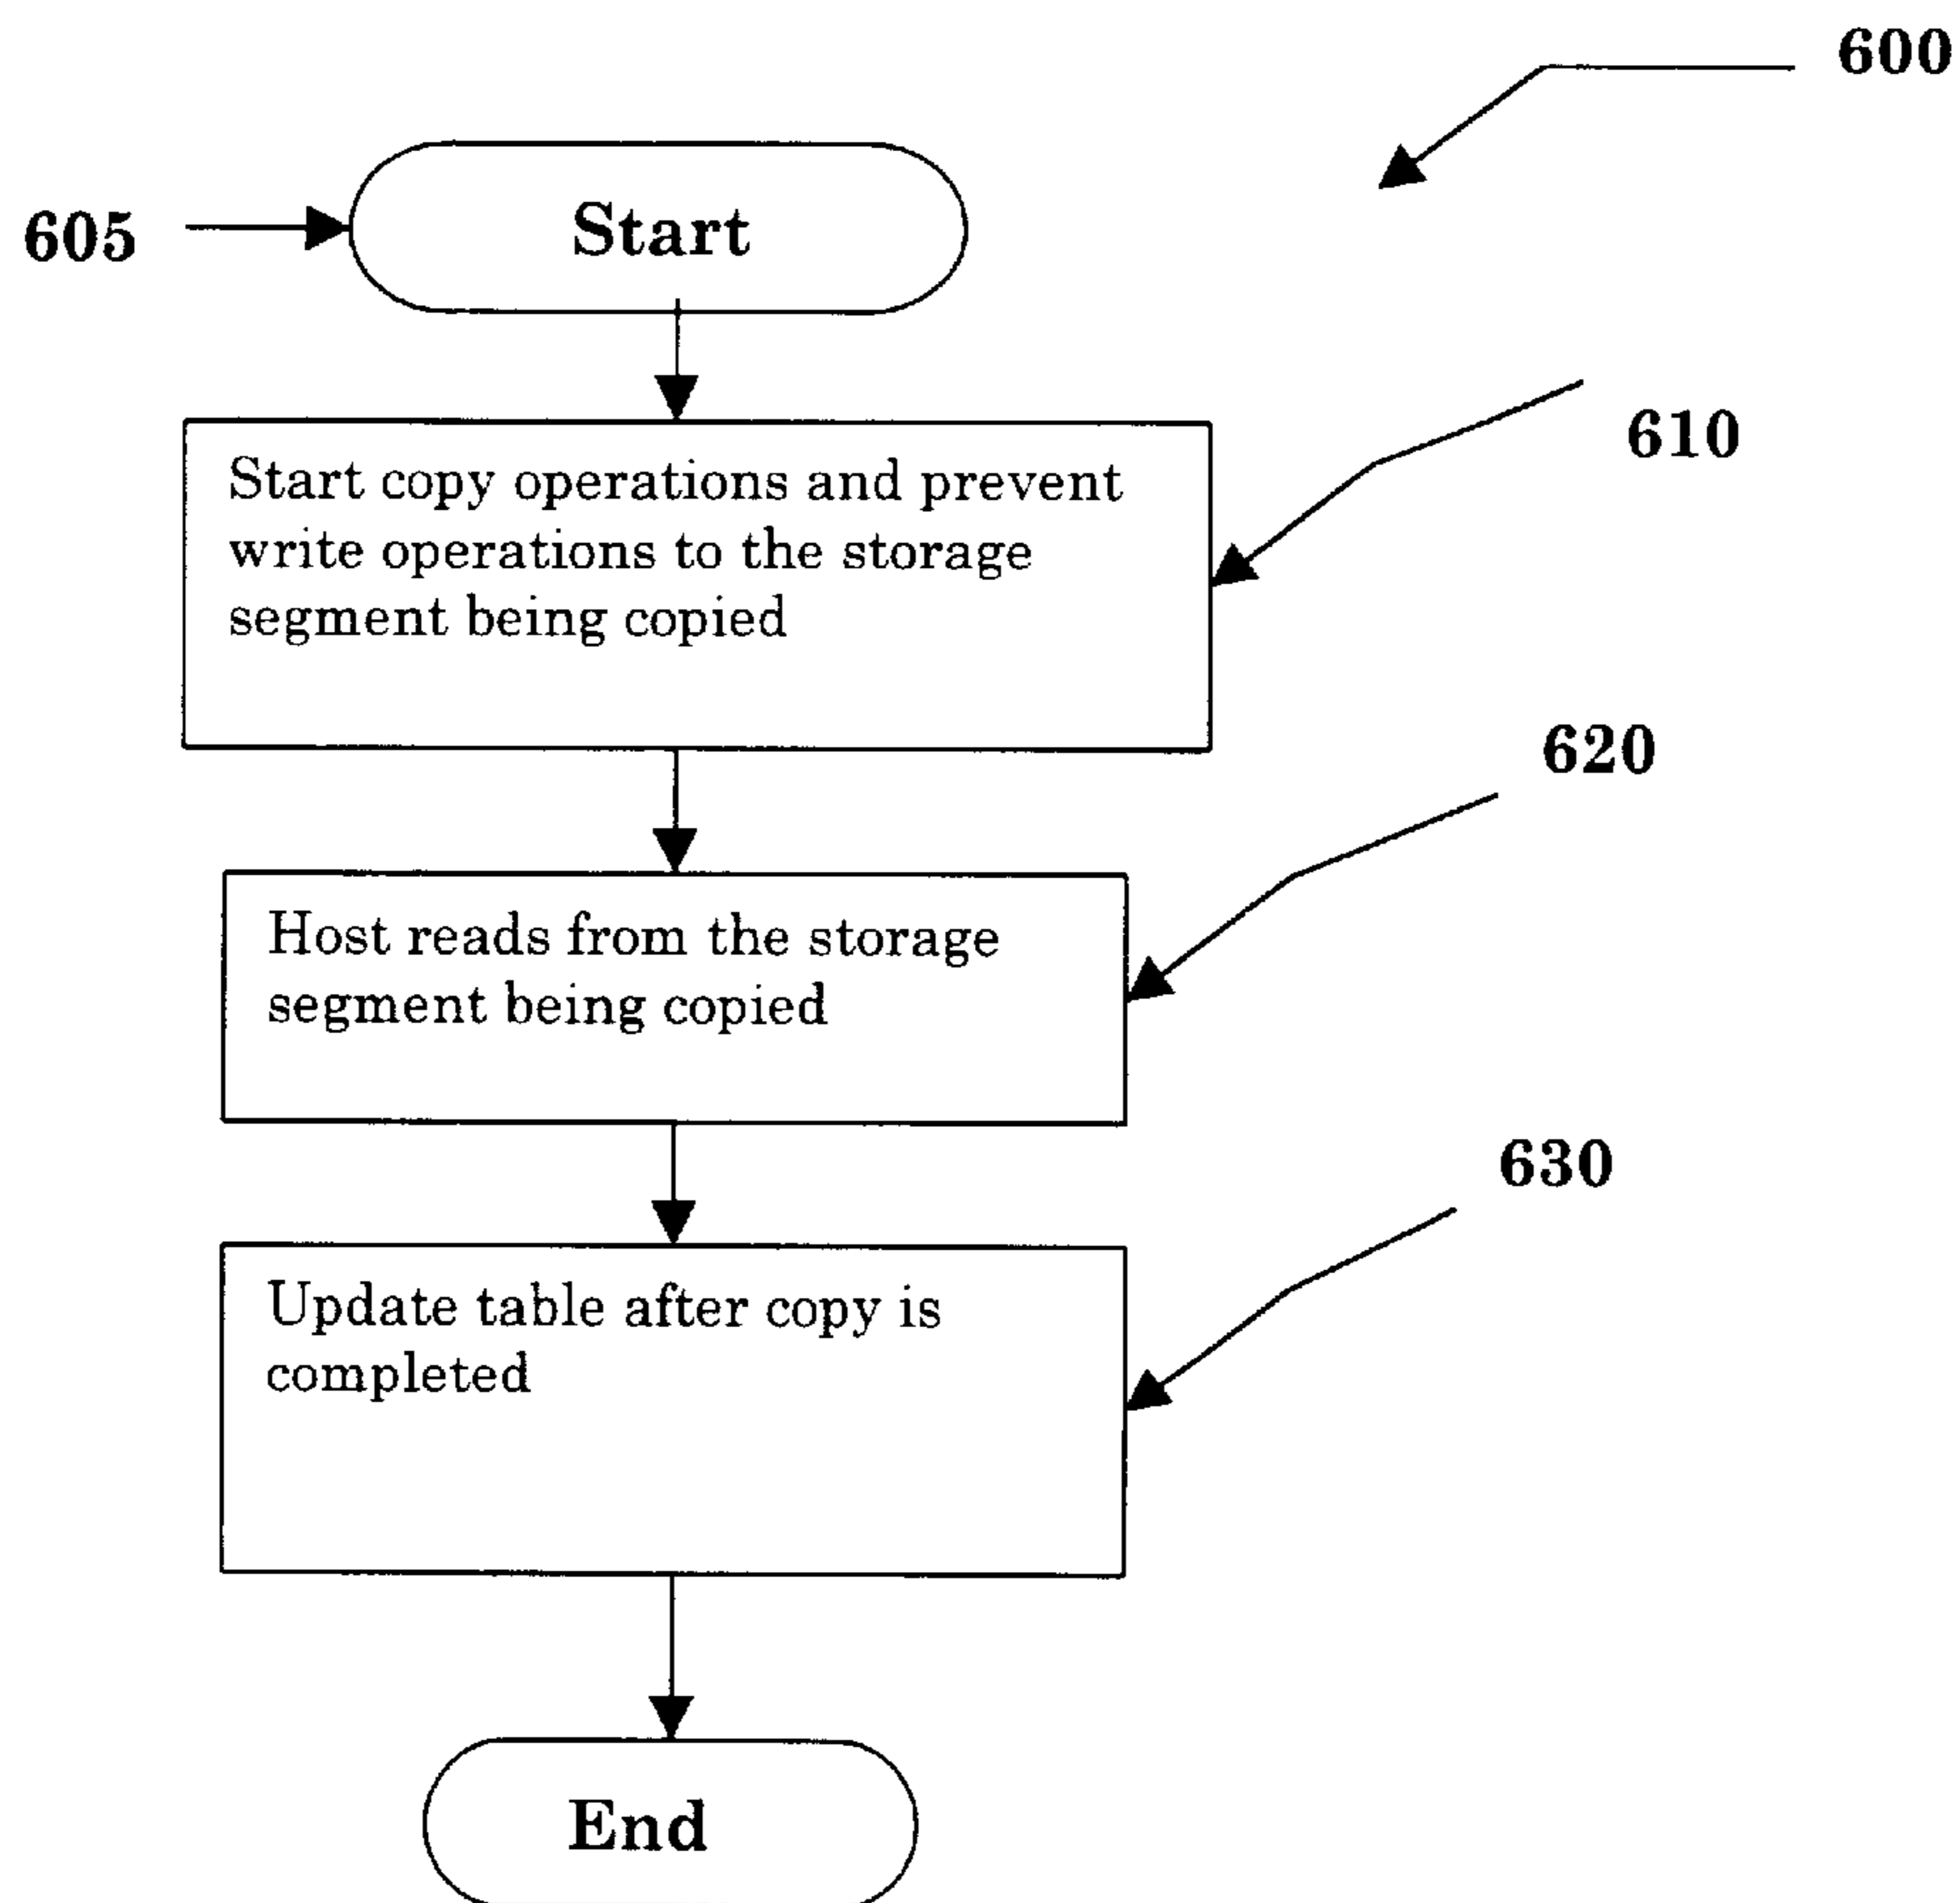 600
605
Start
610
Start copy operations and prevent
write operations to the storage
segment being copied
620
Host reads from the storage
segment being copied
630
Update table after copy is
completed
End